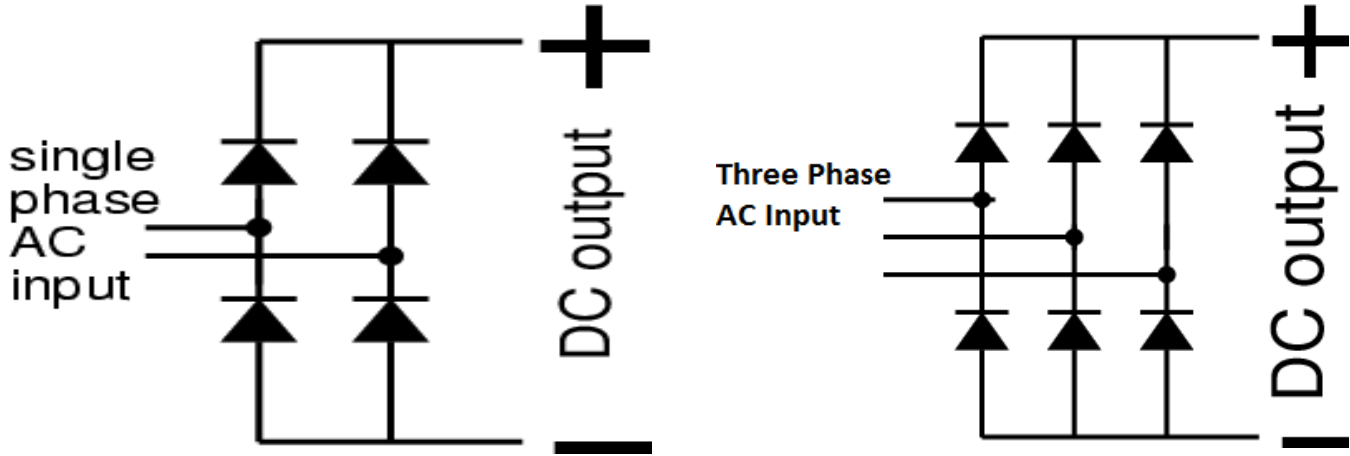 single
phase
AC
input
+
DC output
−
Three Phase
AC Input
+
DC output
−